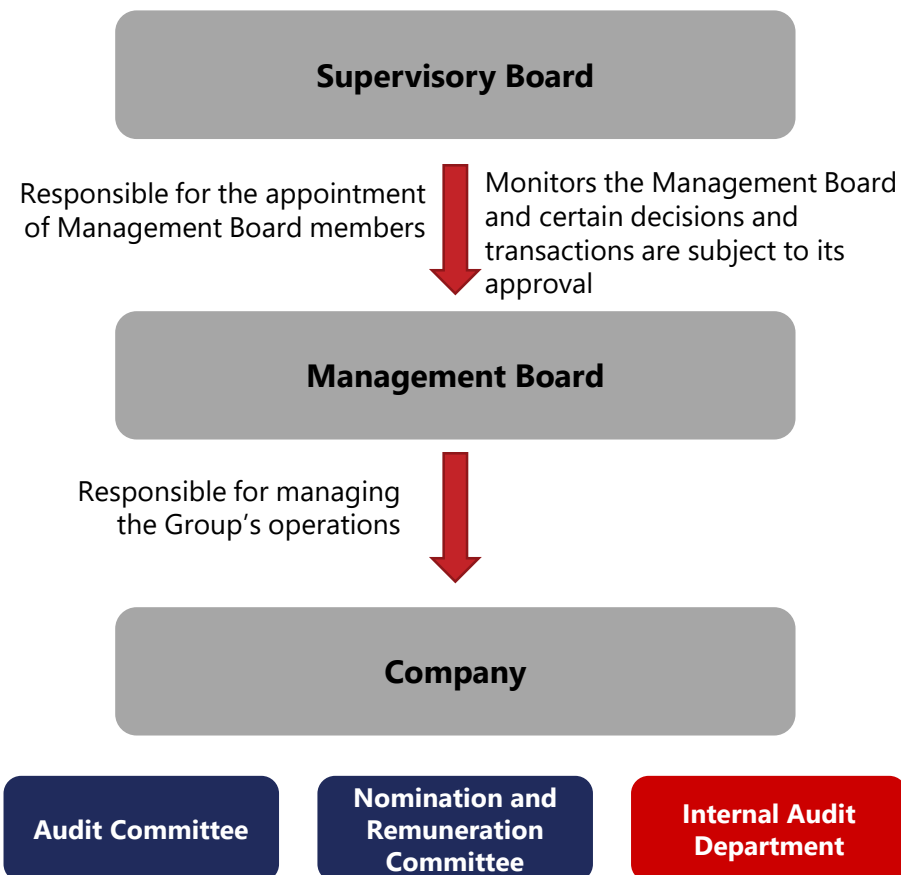 Supervisory Board
Responsible for the appointment
of Management Board members
Monitors the Management Board
and certain decisions and
transactions are subject to its
approval
Management Board
Responsible for managing
the Group’s operations
Company
Audit Committee
Nomination and
Remuneration
Committee
Internal Audit
Department